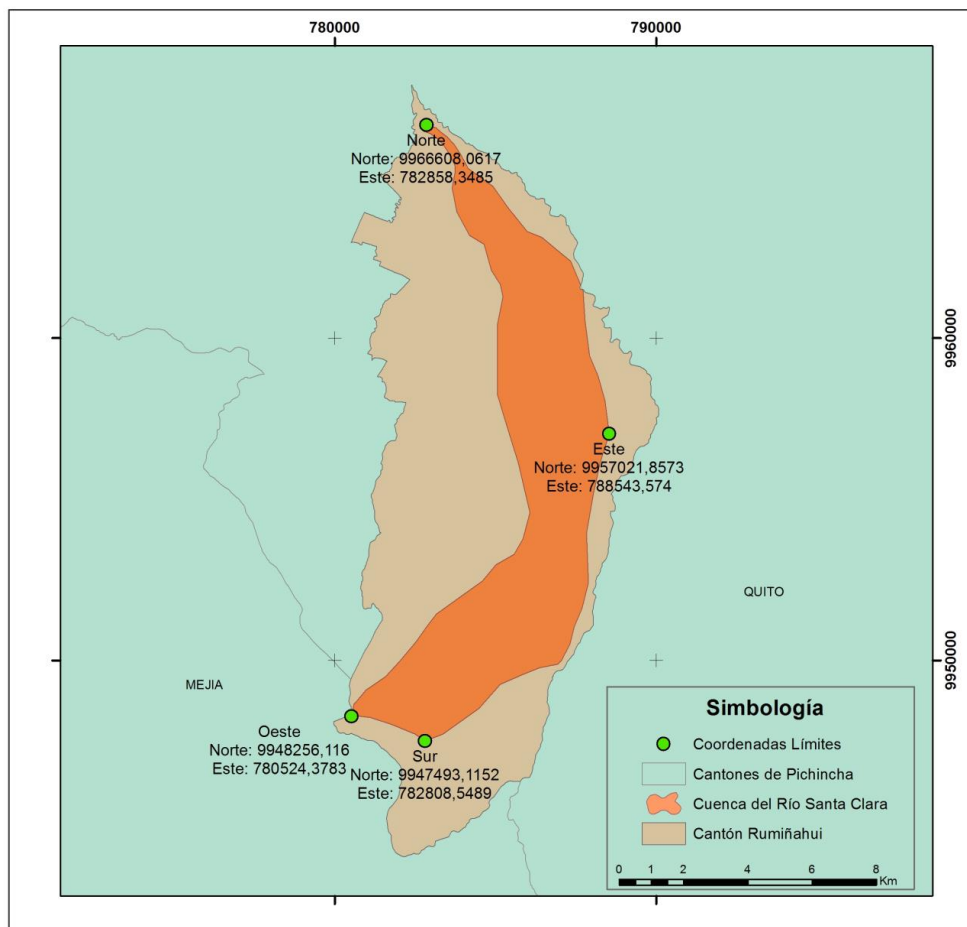 780000
790000
Norte
Norte: 9966608,0617
Este: 782858,3485
9960000
Este
Norte: 9957021,8573
Este: 788543,574
QUITO
9950000
MEJIA
Oeste
Norte: 9948256,116
Este: 780524,3783
Sur
Norte: 9947493,1152
Este: 782808,5489
Simbología
Coordenadas Límites
Cantones de Pichincha
Cuenca del Río Santa Clara
Cantón Rumiñahui
0 1 2 4 6 8
Km